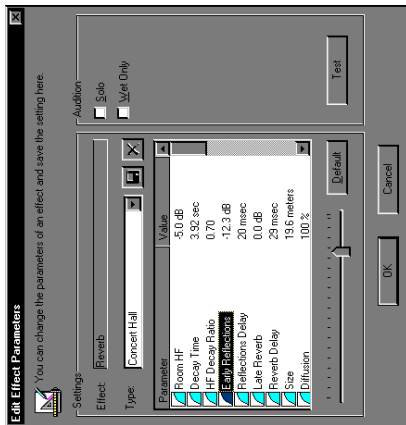 Edit Effect Parameters
You can change the parameters of an effect and save the setting here.
Settings
Effect: Reverb
Type: Concert Hall
Parameter Value
Room HF -5.0 dB
Decay Time 3.92 sec
HF Decay Ratio 0.70
Early Reflections -12.3 dB
Reflections Delay 20 msec
Late Reverb 0.0 dB
Reverb Delay 29 msec
Size 19.6 meters
Diffusion 100 %
Default
Audition
Solo
Wet Only
Test
OK
Cancel